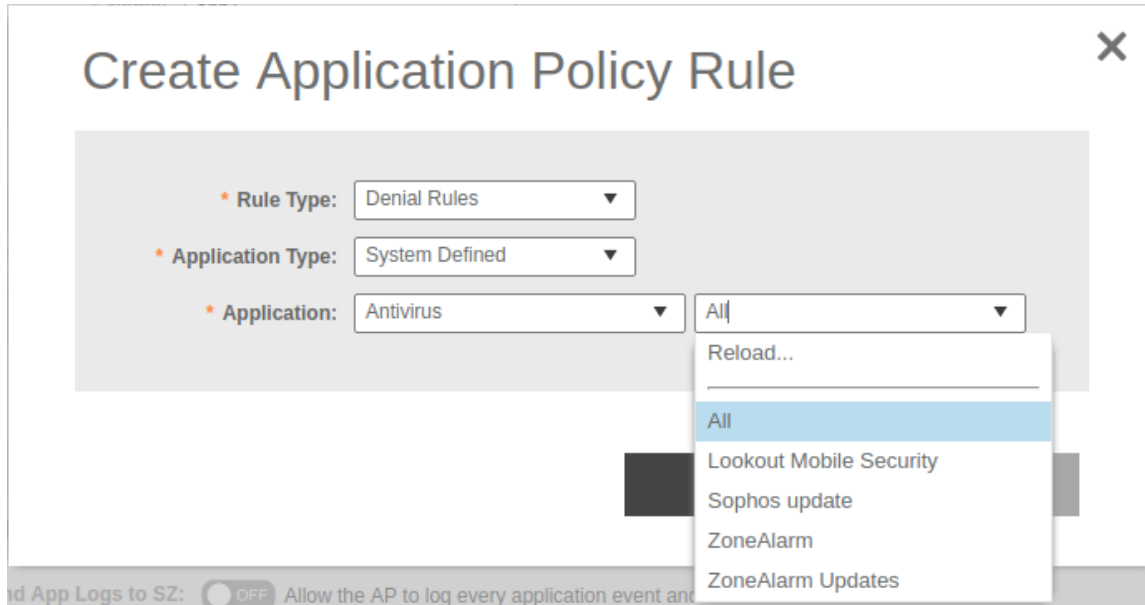 Create Application Policy Rule
* Rule Type: Denial Rules
* Application Type: System Defined
* Application: Antivirus All
Reload...
All
Lookout Mobile Security
Sophos update
ZoneAlarm
ZoneAlarm Updates
App Logs to SZ: OFF Allow the AP to log every application event and